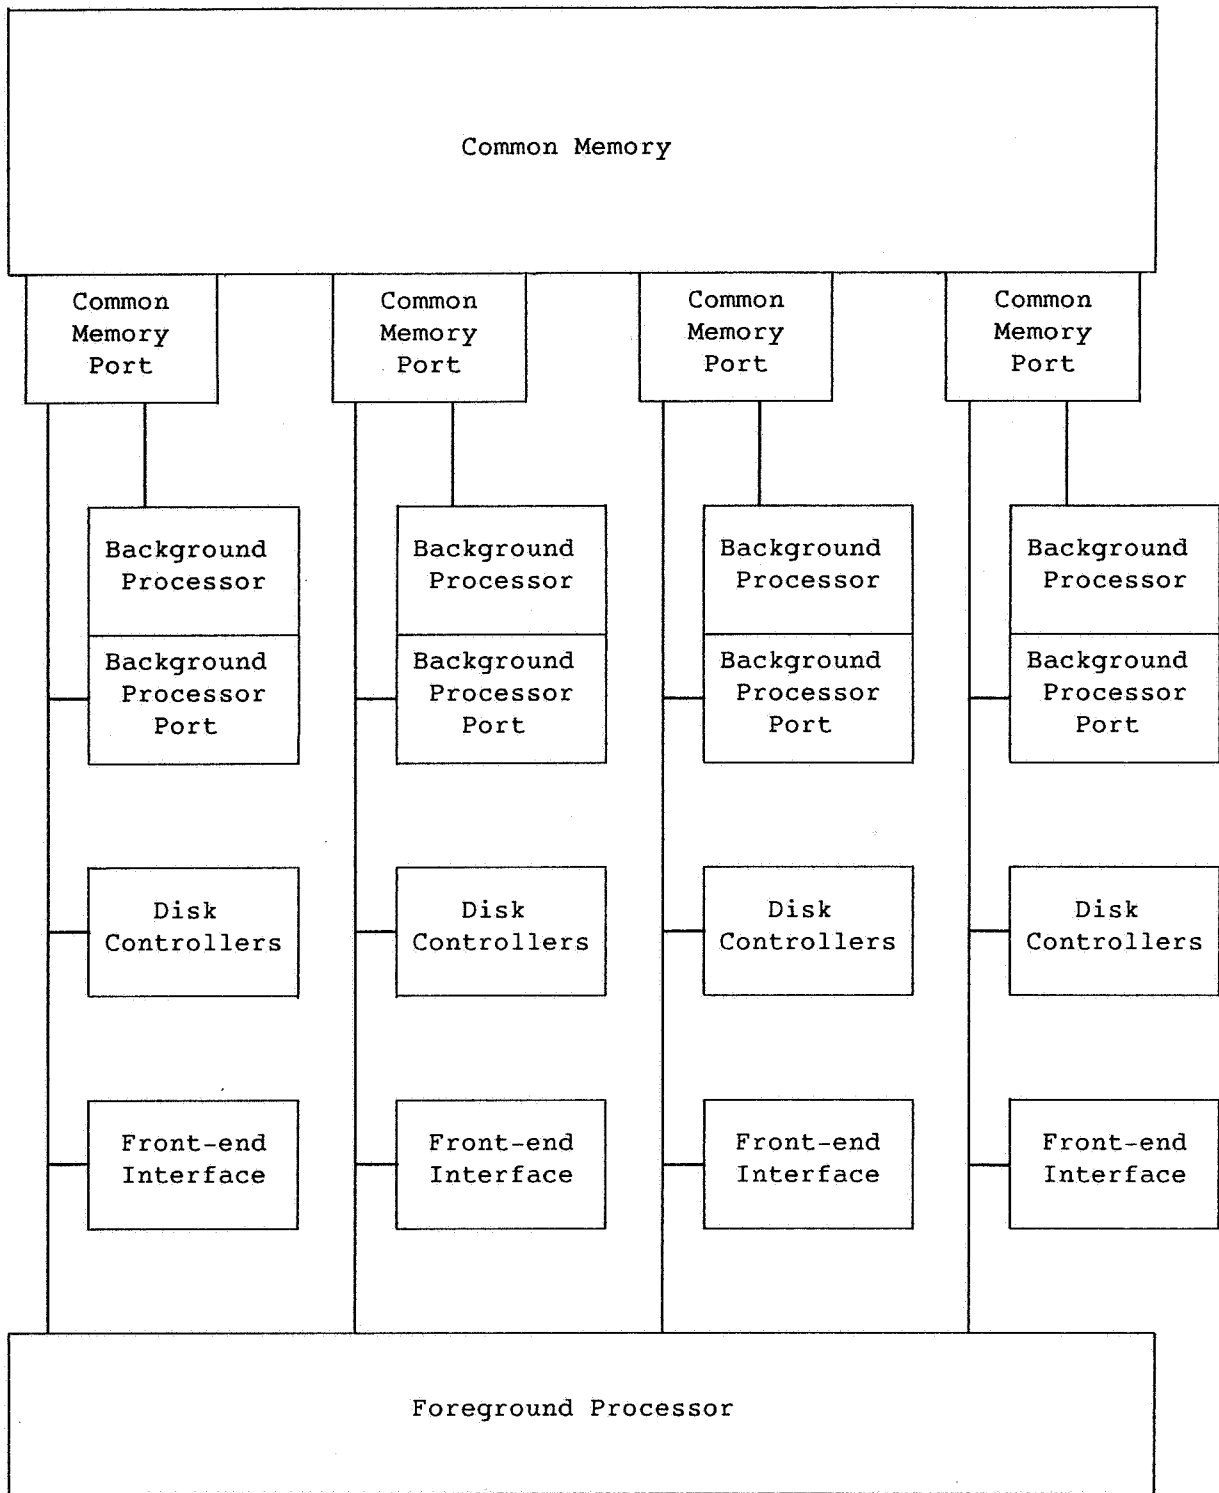 Common Memory
Common
Memory
Port
Common
Memory
Port
Common
Memory
Port
Common
Memory
Port
Background
Processor
Background
Processor
Background
Processor
Background
Processor
Background
Processor
Port
Background
Processor
Port
Background
Processor
Port
Background
Processor
Port
Disk
Controllers
Disk
Controllers
Disk
Controllers
Disk
Controllers
Front-end
Interface
Front-end
Interface
Front-end
Interface
Front-end
Interface
Foreground Processor